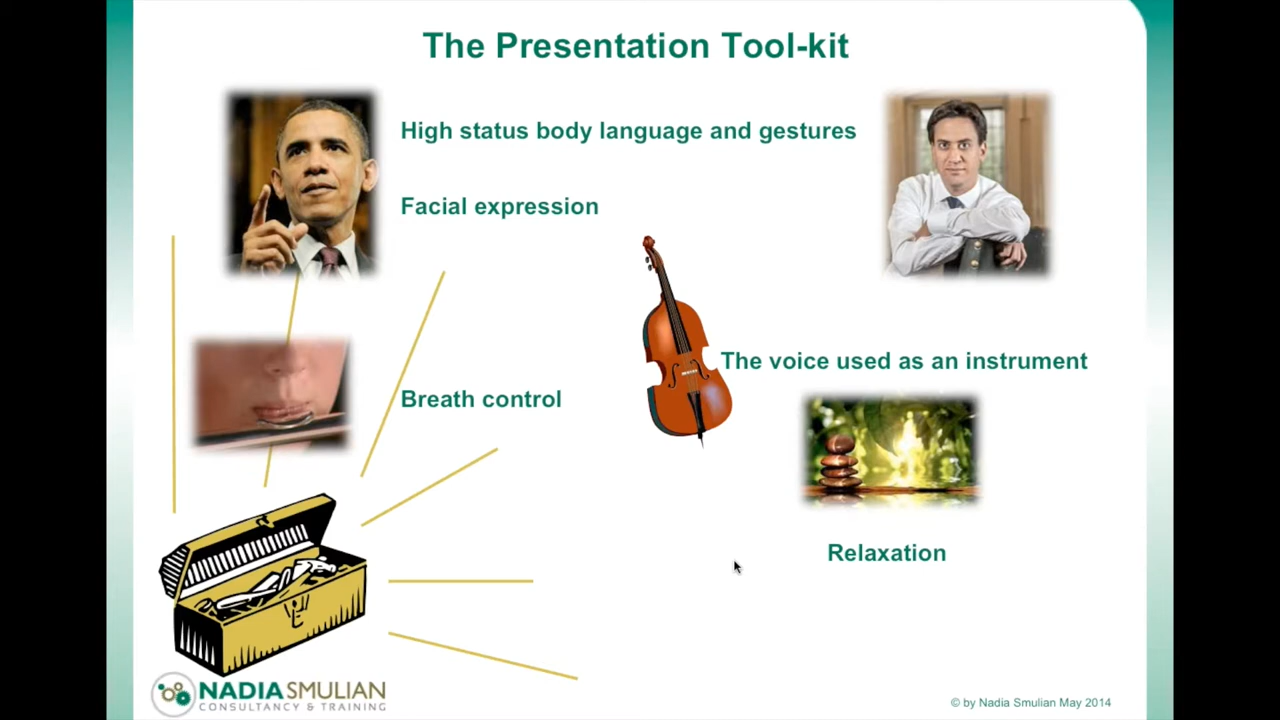 The Presentation Tool-kit
High status body language and gestures
Facial expression
The voice used as an instrument
Breath control
Relaxation
NADIA SMULIAN
CONSULTANCY & TRAINING
© by Nadia Smulian May 2014